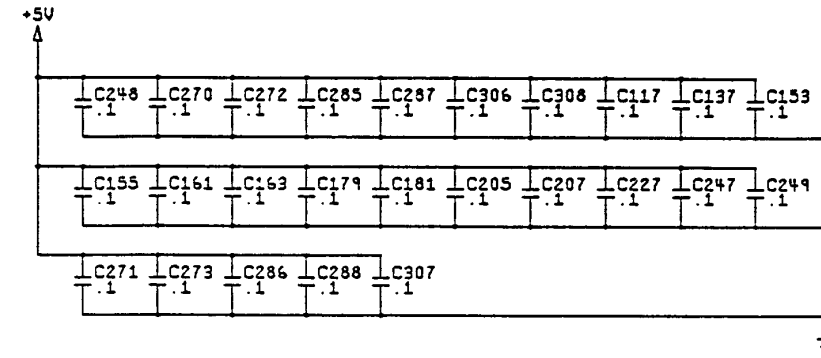 +5V
C248 C270 C272 C285 C287 C306 C308 C117 C137 C153
.1 .1 .1 .1 .1 .1 .1 .1 .1 .1
C155 C161 C163 C179 C181 C205 C207 C227 C247 C249
.1 .1 .1 .1 .1 .1 .1 .1 .1 .1
C271 C273 C286 C288 C307
.1 .1 .1 .1 .1